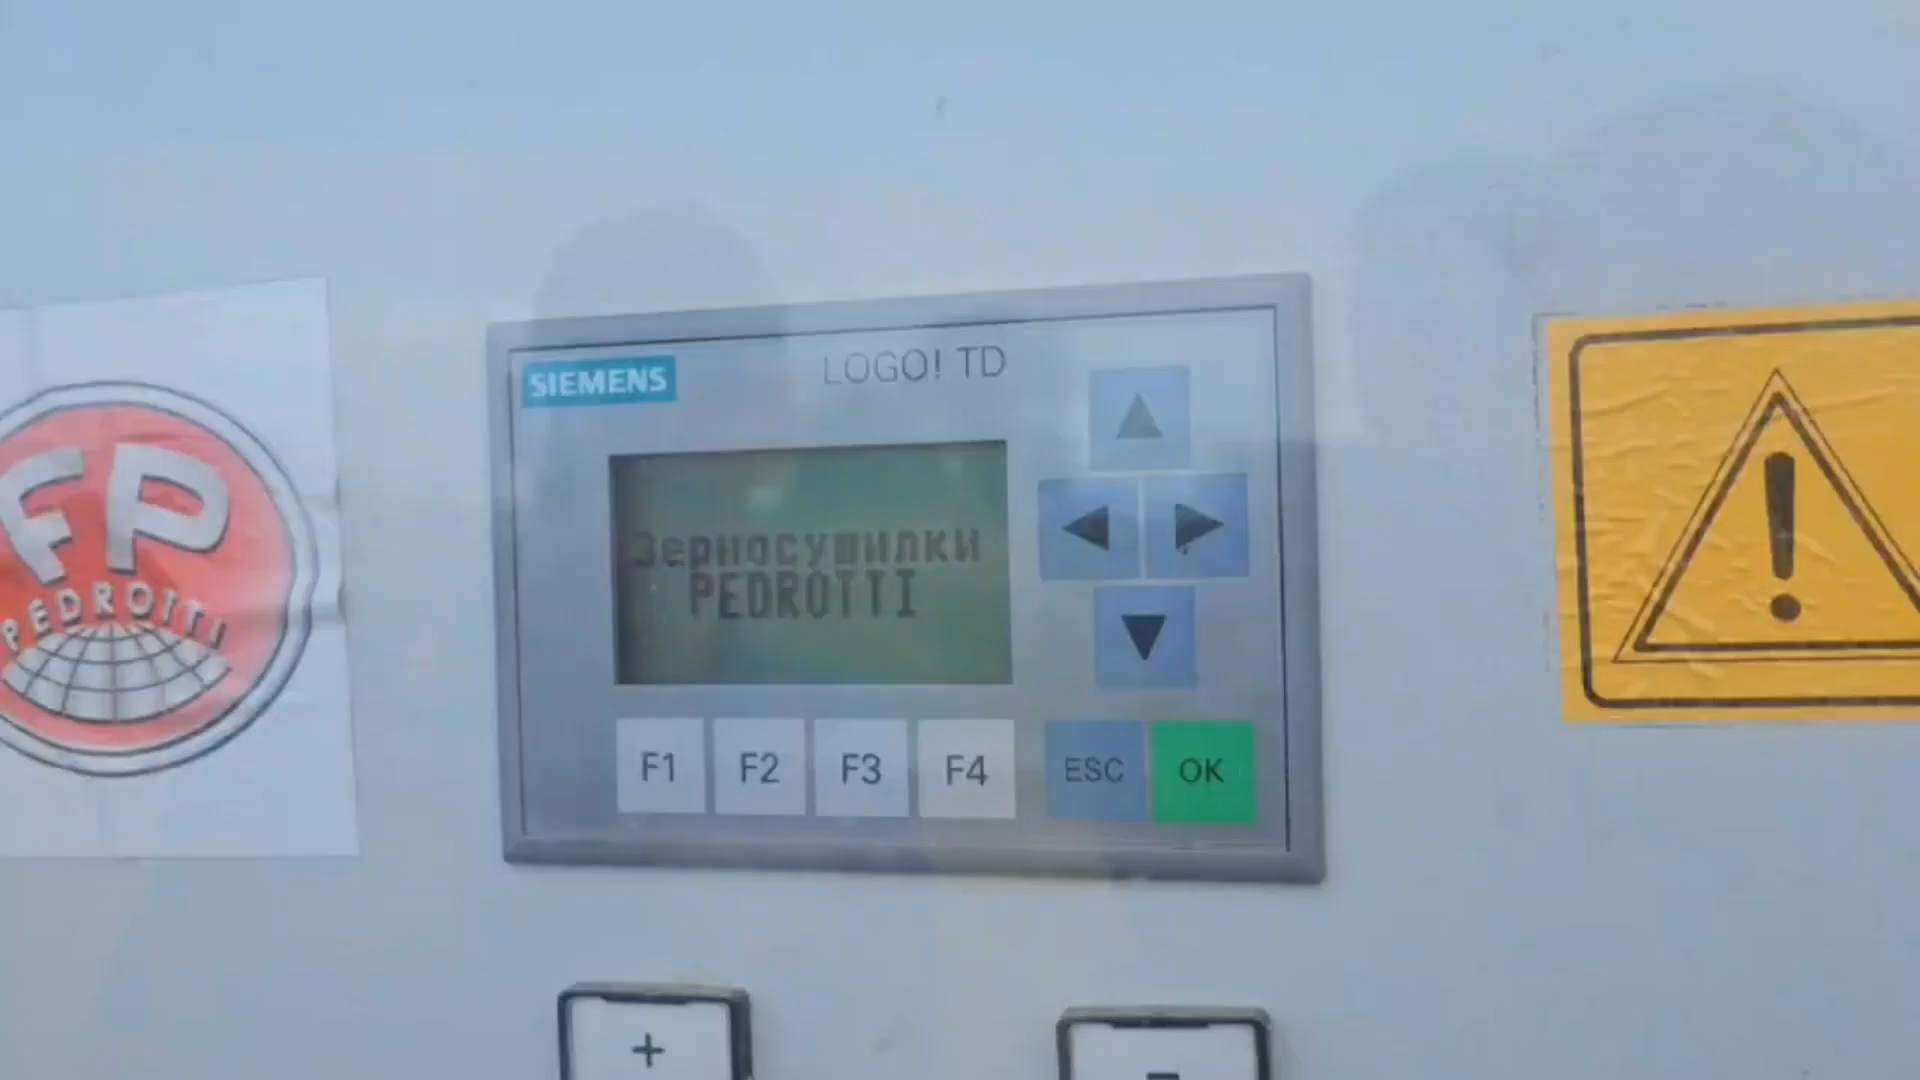 SIEMENS
LOGO! TD
Зерносушилки
PEDROTTI
F1 F2 F3 F4 ESC OK
FP
PEDROTTI
!
+
-